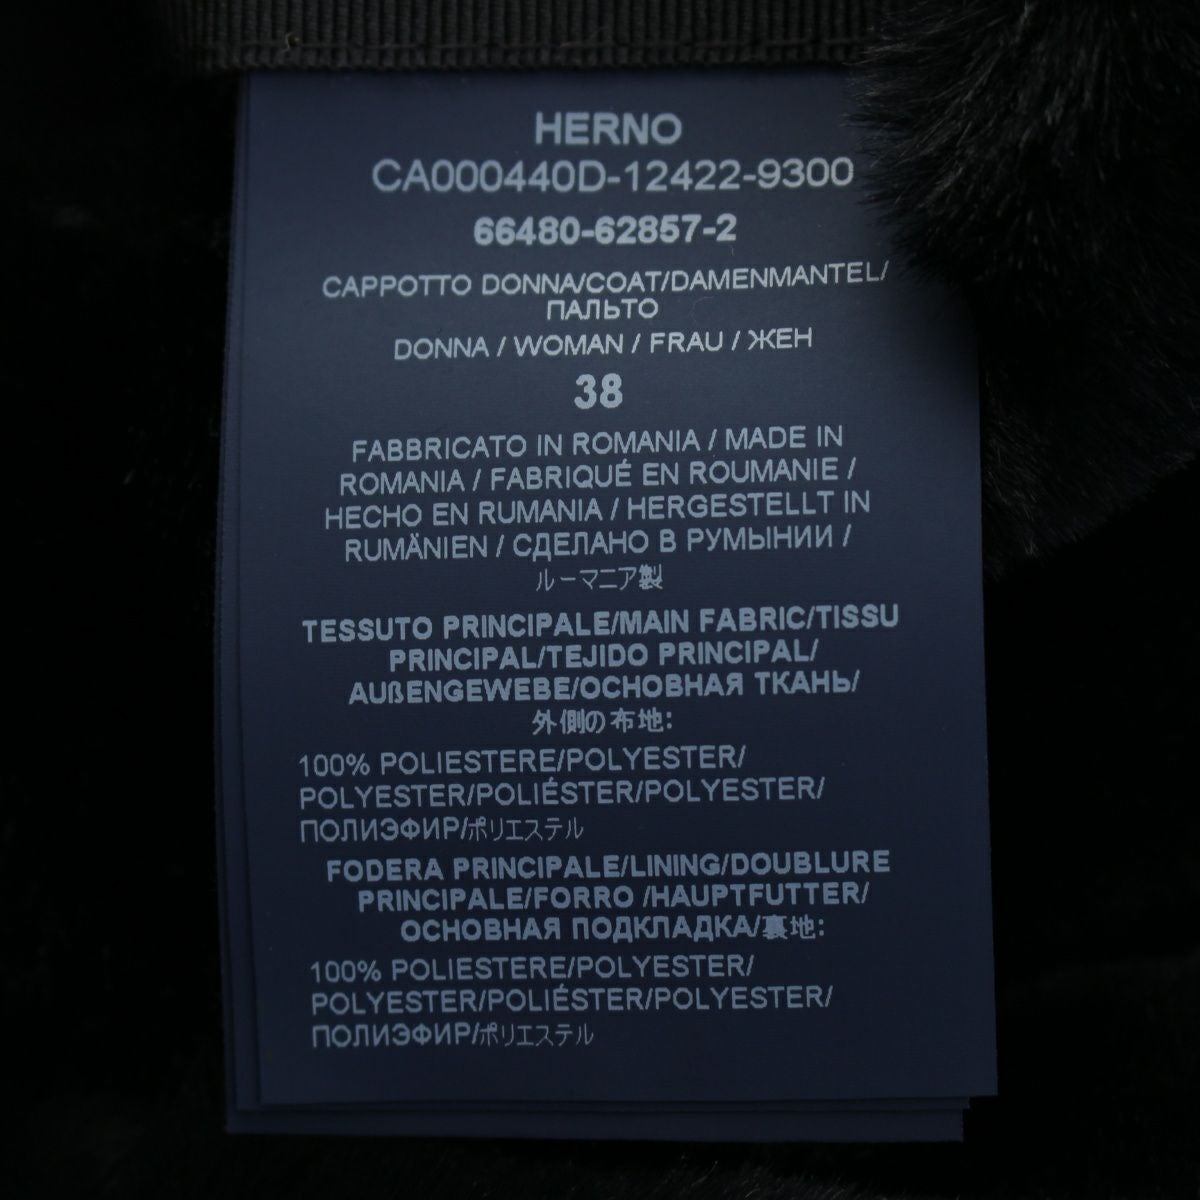 HERNO
CA000440D-12422-9300
66480-62857-2
CAPPOTTO DONNA/COAT/DAMENMANTEL/
ПАЛЬТО
DONNA / WOMAN / FRAU / ЖЕН
38
FABBRICATO IN ROMANIA / MADE IN
ROMANIA / FABRIQUÉ EN ROUMANIE /
HECHO EN RUMANIA / HERGESTELLT IN
RUMÄNIEN / СДЕЛАНО В РУМЫНИИ /
ルーマニア製
TESSUTO PRINCIPALE/MAIN FABRIC/TISSU
PRINCIPAL/TEJIDO PRINCIPAL/
AUßENGEWEBE/ОСНОВНАЯ ТКАНЬ/
外側の布地:
100% POLIESTERE/POLYESTER/
POLYESTER/POLIÉSTER/POLYESTER/
ПОЛИЭФИР/ポリエステル
FODERA PRINCIPALE/LINING/DOUBLURE
PRINCIPALE/FORRO /HAUPTFUTTER/
ОСНОВНАЯ ПОДКЛАДКА/裏地:
100% POLIESTERE/POLYESTER/
POLYESTER/POLIÉSTER/POLYESTER/
ПОЛИЭФИР/ポリエステル